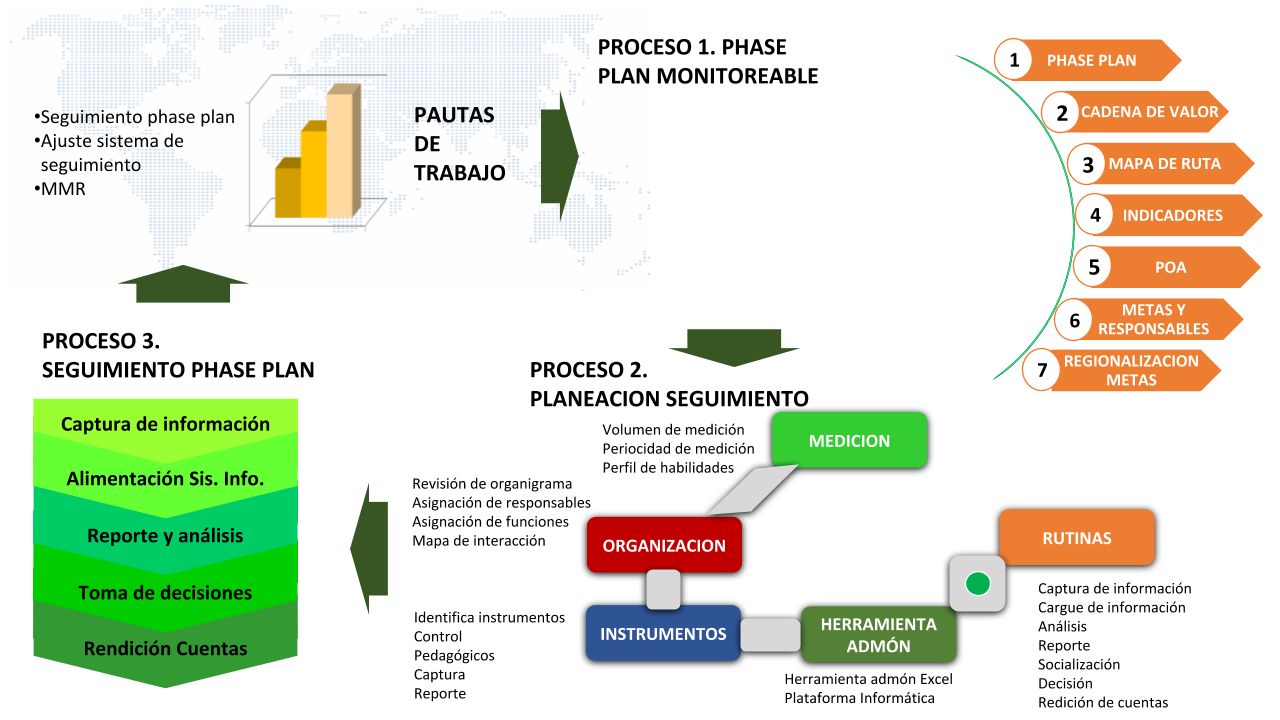 •Seguimiento phase plan
•Ajuste sistema de
seguimiento
•MMR
PAUTAS
DE
TRABAJO
PROCESO 1. PHASE
PLAN MONITOREABLE
1 PHASE PLAN
2 CADENA DE VALOR
3 MAPA DE RUTA
4 INDICADORES
5 POA
6 METAS Y
RESPONSABLES
7 REGIONALIZACION
METAS
PROCESO 2.
PLANEACION SEGUIMIENTO
Volumen de medición
Periocidad de medición
Perfil de habilidades
MEDICION
Revisión de organigrama
Asignación de responsables
Asignación de funciones
Mapa de interacción
ORGANIZACION
Identifica instrumentos
Control
Pedagógicos
Captura
Reporte
INSTRUMENTOS
HERRAMIENTA
ADMÓN
Herramienta admón Excel
Plataforma Informática
RUTINAS
Captura de información
Cargue de información
Análisis
Reporte
Socialización
Decisión
Redición de cuentas
PROCESO 3.
SEGUIMIENTO PHASE PLAN
Captura de información
Alimentación Sis. Info.
Reporte y análisis
Toma de decisiones
Rendición Cuentas